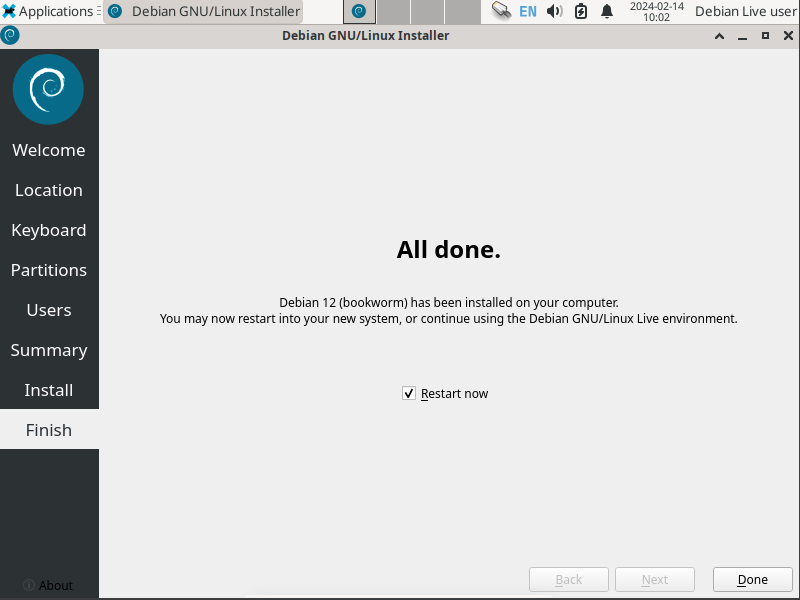 Applications
Debian GNU/Linux Installer
EN
2024-02-14
10:02
Debian Live user
Debian GNU/Linux Installer
Welcome
Location
Keyboard
Partitions
Users
Summary
Install
Finish
All done.
Debian 12 (bookworm) has been installed on your computer.
You may now restart into your new system, or continue using the Debian GNU/Linux Live environment.
Restart now
About
Back
Next
Done